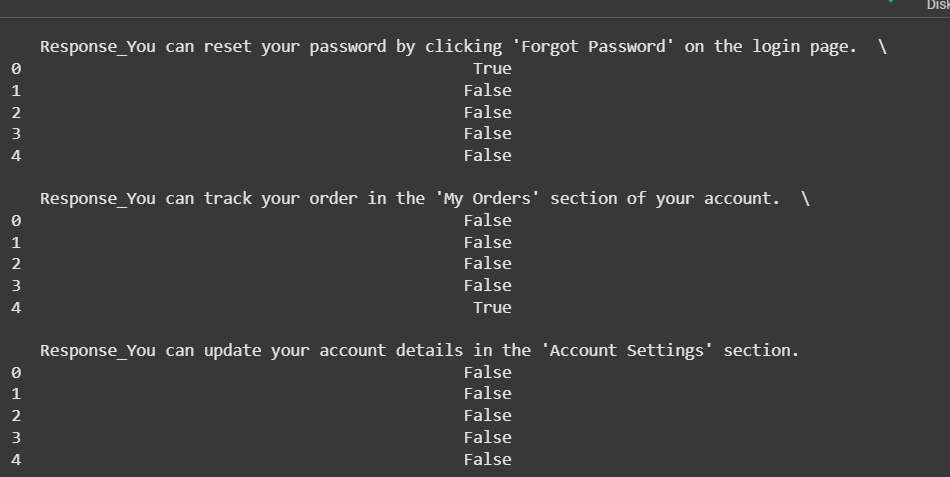 Disk
Response_You can reset your password by clicking 'Forgot Password' on the login page. \
0 True
1 False
2 False
3 False
4 False
Response_You can track your order in the 'My Orders' section of your account. \
0 False
1 False
2 False
3 False
4 True
Response_You can update your account details in the 'Account Settings' section.
0 False
1 False
2 False
3 False
4 False